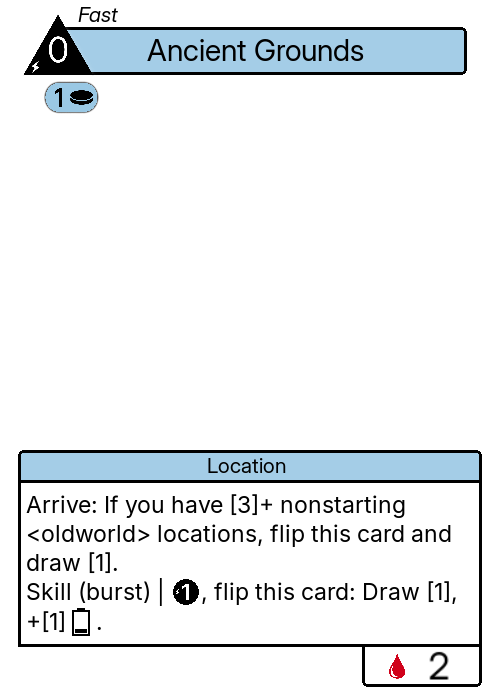 Fast
0
Ancient Grounds
1
Location
Arrive: If you have [3]+ nonstarting
<oldworld> locations, flip this card and
draw [1].
Skill (burst) | 1, flip this card: Draw [1],
+[1] .
2